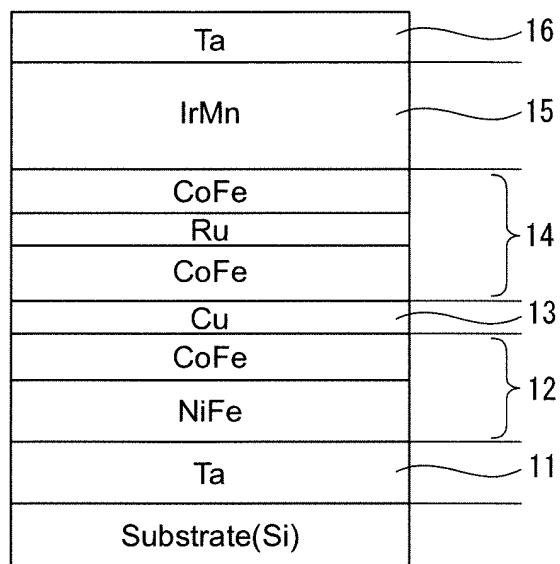 Ta 16
IrMn 15
CoFe
Ru 14
CoFe
Cu 13
CoFe
12
NiFe
Ta 11
Substrate(Si)